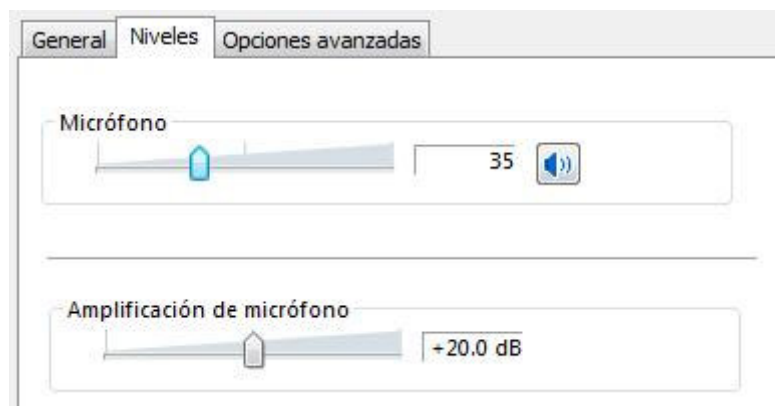 General Niveles Opciones avanzadas
Micrófono
35
Amplificación de micrófono
+20.0 dB